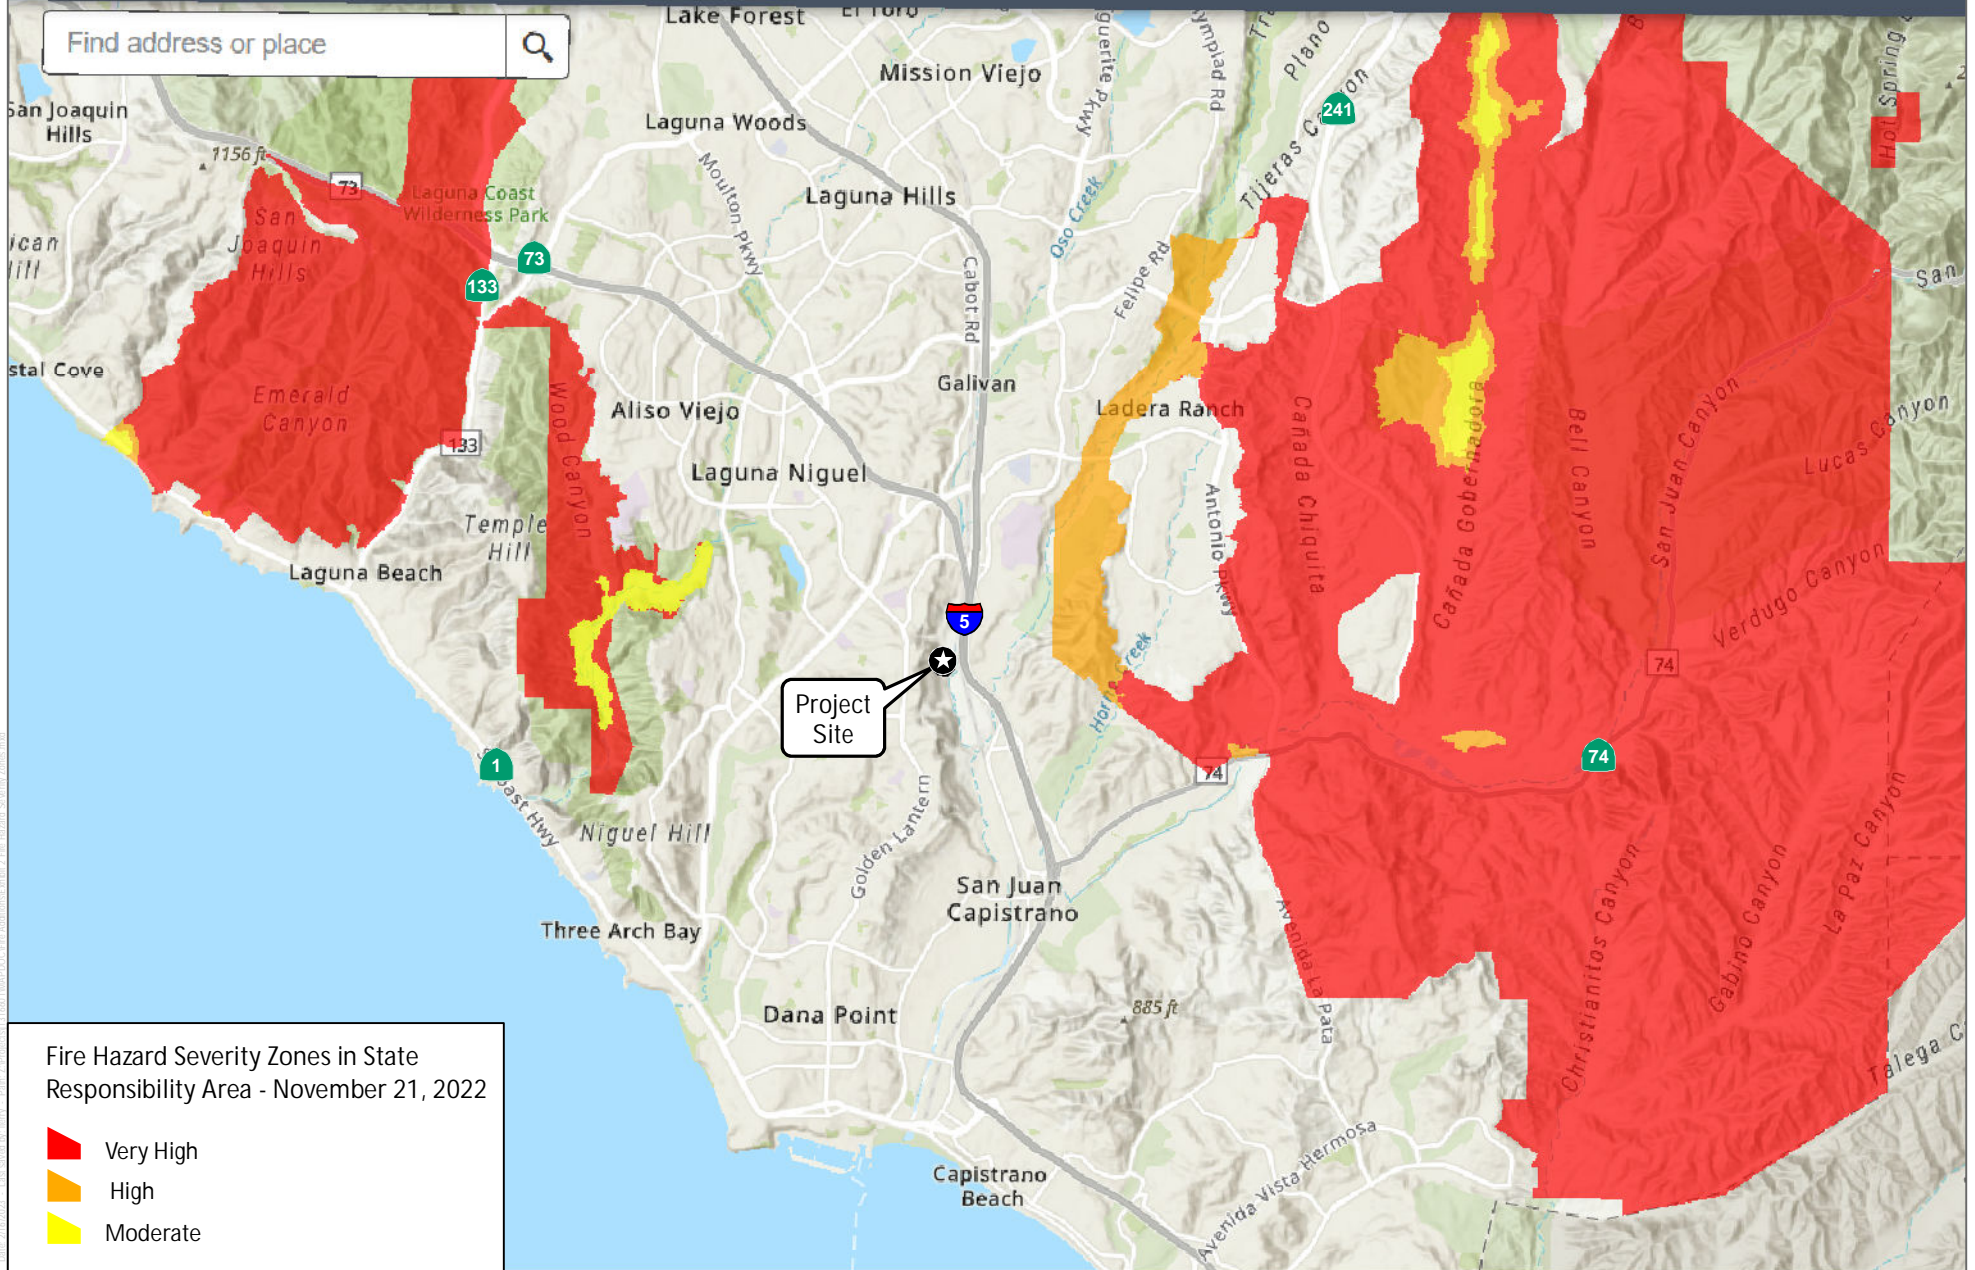 Find address or place
Lake Forest
El Toro
Mission Viejo
Plano
241
San Joaquin
Hills
1156 ft
73
Laguna Coast
Wilderness Park
Laguna Woods
Moulton Pkwy
Laguna Hills
Oso Creek
San
Joaquin
Hills
73
133
Cabot Rd
Felipe Rd
San
stal Cove
Emerald
Canyon
133
Wood Canyon
Aliso Viejo
Galivan
Ladera Ranch
Laguna Niguel
Antonio Pkwy
Cañada Chiquita
Cañada Gobernadora
Bell Canyon
San Juan Canyon
Lucas Canyon
Verdugo Canyon
Temple
Hill
Laguna Beach
5
Project
Site
74
74
74
1
Niguel Hill
Golden Lantern
San Juan
Capistrano
Three Arch Bay
Dana Point
885 ft
Avenida La Pata
Christianitos Canyon
Gabino Canyon
La Paz Canyon
Talega C
Capistrano
Beach
Avenida Vista Hermosa
Fire Hazard Severity Zones in State
Responsibility Area - November 21, 2022
Very High
High
Moderate